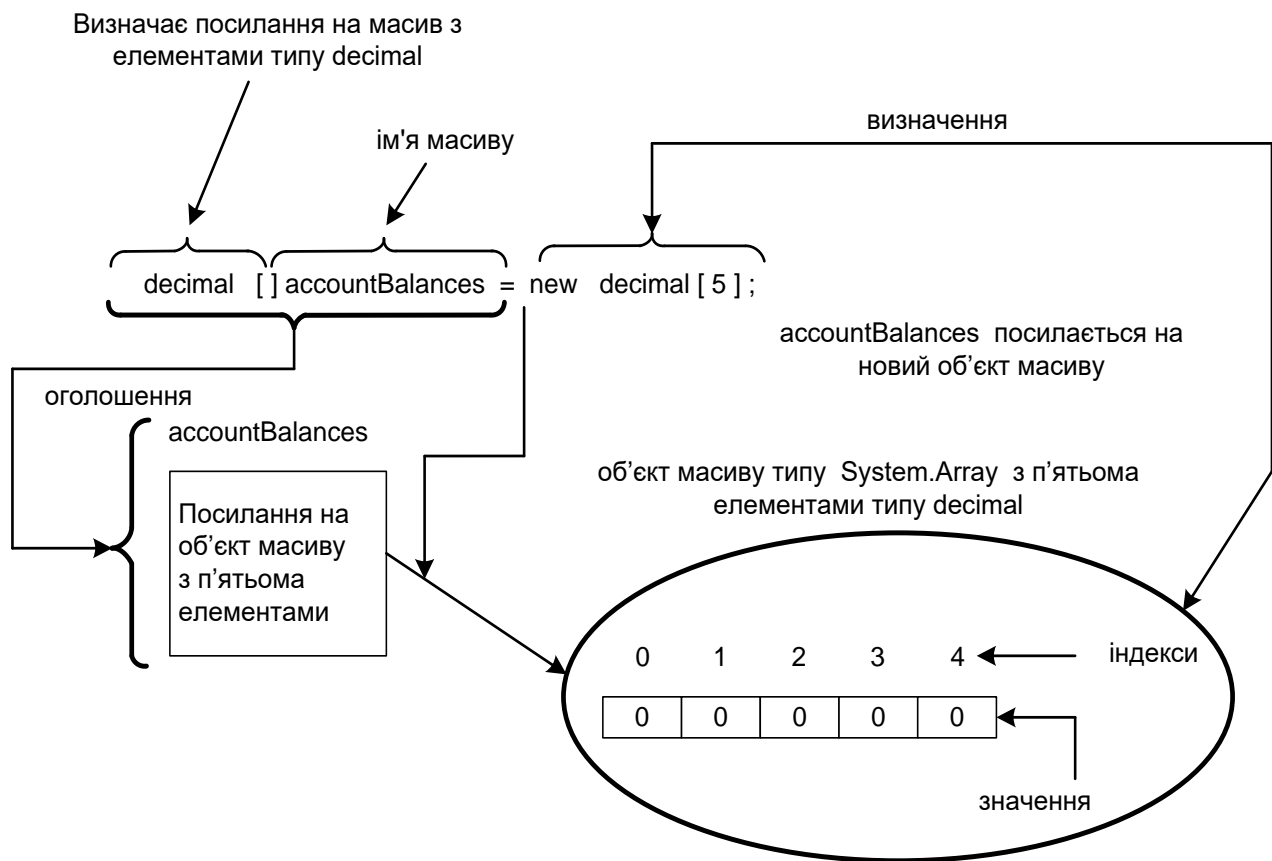 Визначає посилання на масив з
елементами типу decimal
визначення
ім'я масиву
decimal [ ] accountBalances = new decimal [ 5 ] ;
accountBalances посилається на
новий об’єкт масиву
оголошення
accountBalances
об’єкт масиву типу System.Array з п’ятьома
елементами типу decimal
Посилання на
об’єкт масиву
з п’ятьома
елементами
0 1 2 3 4 індекси
0 0 0 0 0
значення